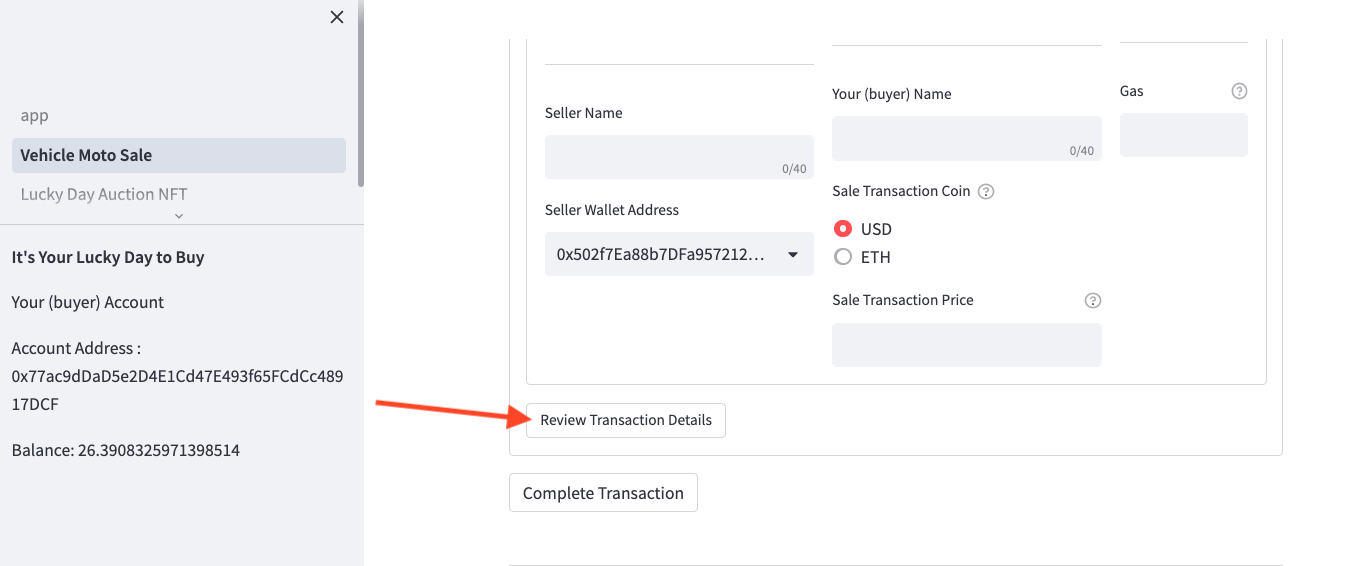 app
Vehicle Moto Sale
Lucky Day Auction NFT
It's Your Lucky Day to Buy
Your (buyer) Account
Account Address :
0x77ac9dDaD5e2D4E1Cd47E493f65FCdCc489
17DCF
Balance: 26.3908325971398514
Seller Name
0/40
Seller Wallet Address
0x502f7Ea88b7DFa957212...
Your (buyer) Name
0/40
Sale Transaction Coin
USD
ETH
Sale Transaction Price
Gas
Review Transaction Details
Complete Transaction